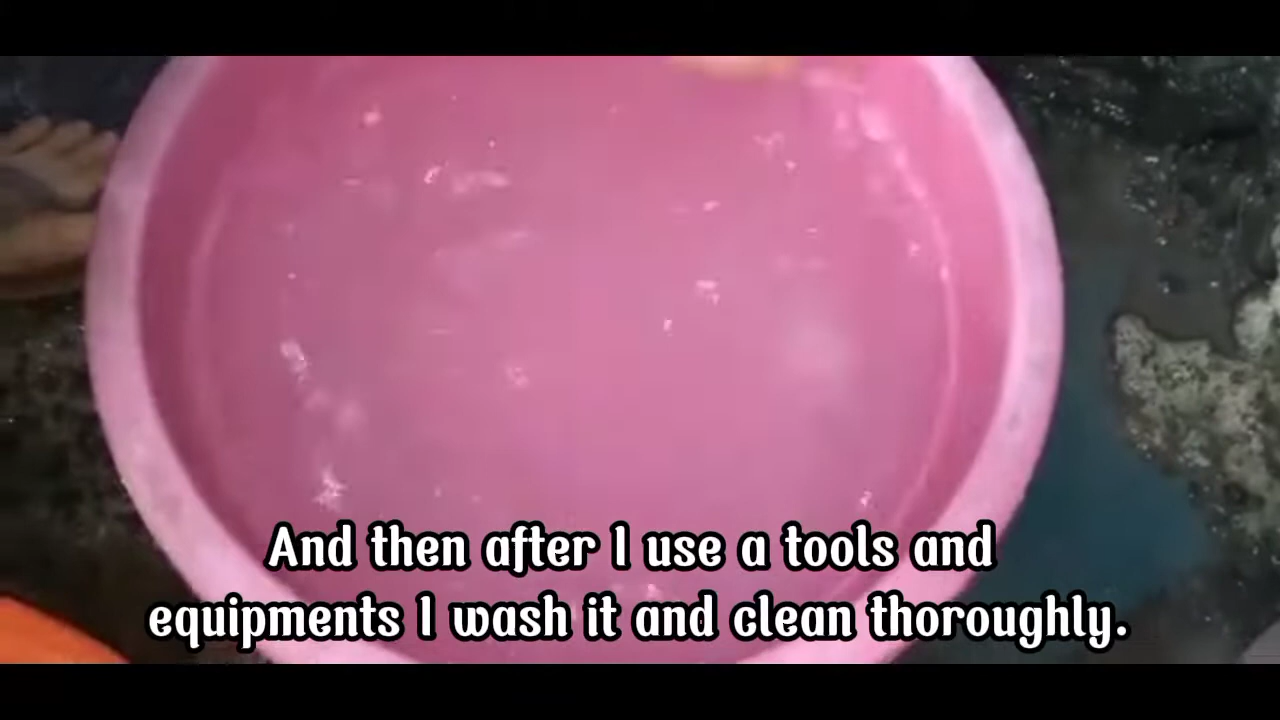 And then after I use a tools and
equipments I wash it and clean thoroughly.